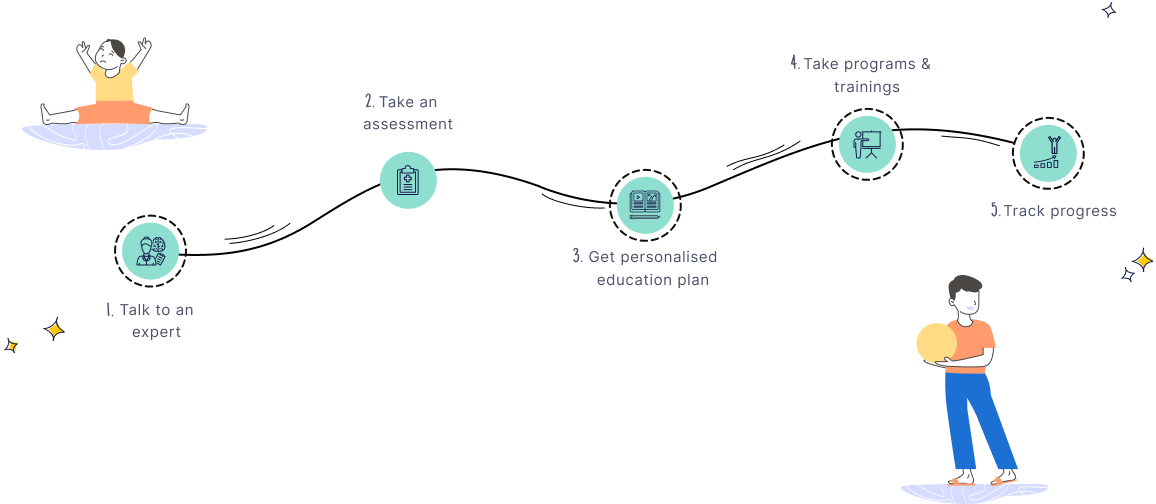 1. Talk to an
expert
2. Take an
assessment
3. Get personalised
education plan
4. Take programs &
trainings
5. Track progress